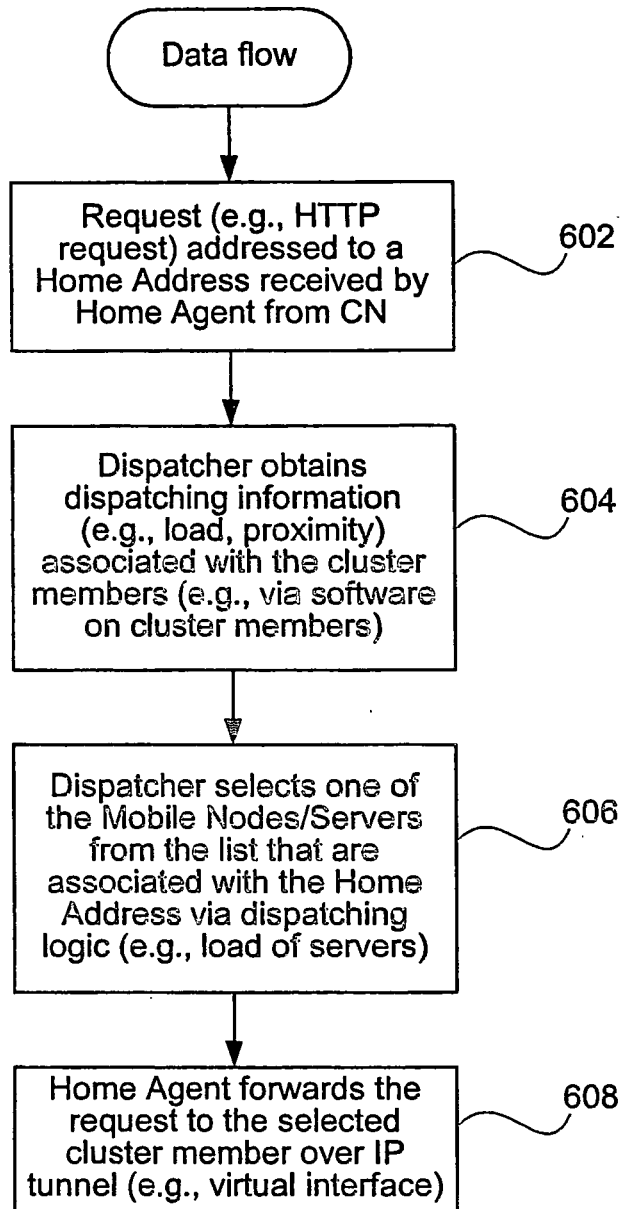 Data flow
Request (e.g., HTTP
request) addressed to a
Home Address received by
Home Agent from CN
602
Dispatcher obtains
dispatching information
(e.g., load, proximity)
associated with the cluster
members (e.g., via software
on cluster members)
604
Dispatcher selects one of
the Mobile Nodes/Servers
from the list that are
associated with the Home
Address via dispatching
logic (e.g., load of servers)
606
Home Agent forwards the
request to the selected
cluster member over IP
tunnel (e.g., virtual interface)
608